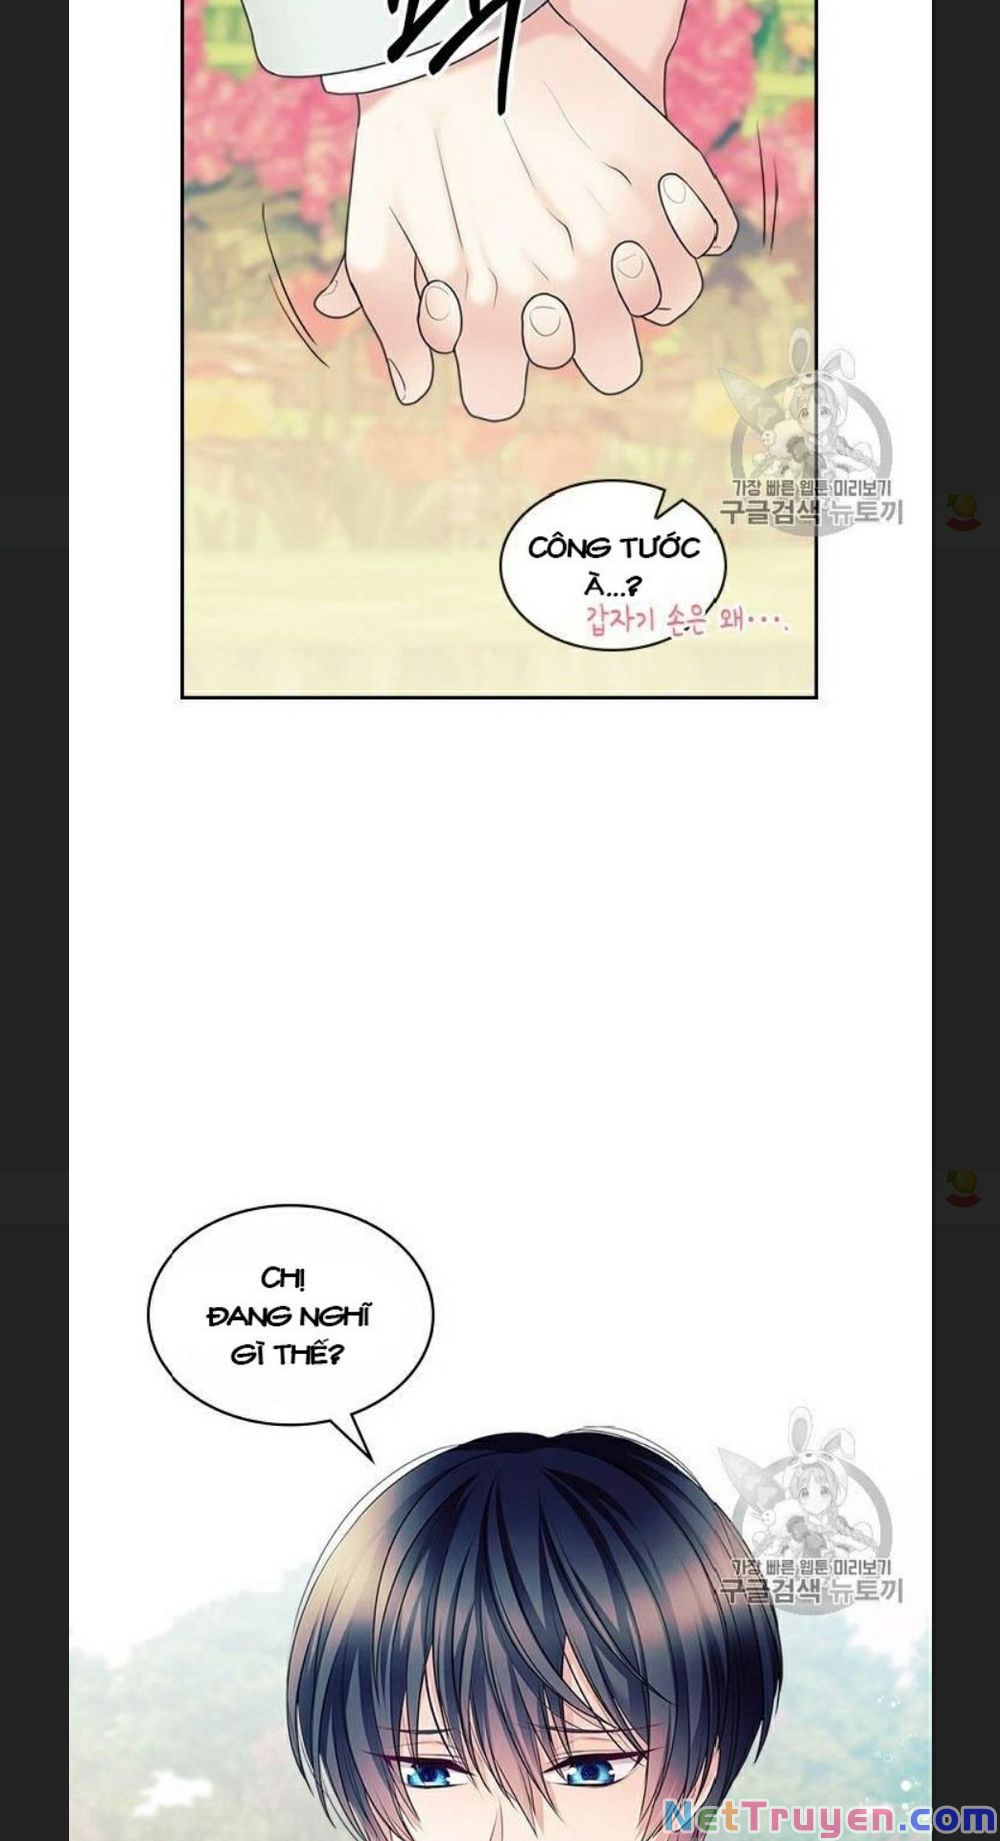 가장 빠른 웹툰 미리보기
구글검색 뉴토끼
CÔNG TƯỚC
À...?
갑자기 손은 왜....
CHỊ
ĐANG NGHĨ
GÌ THẾ?
가장 빠른 웹툰 미리보기
구글검색 뉴토끼
NetTruyen.com